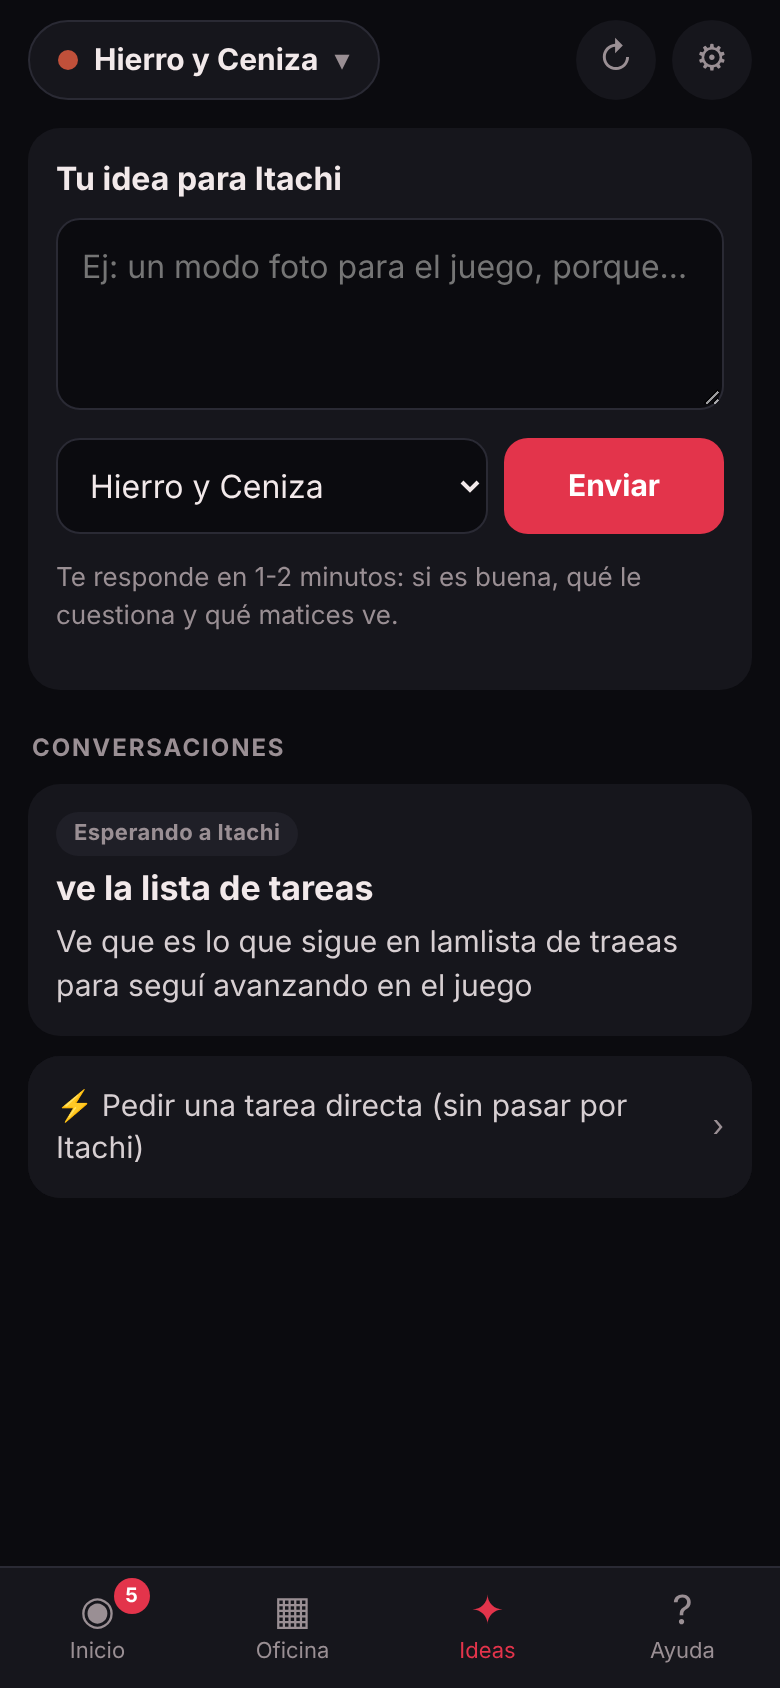 Hierro y Ceniza ▾
Tu idea para Itachi
Ej: un modo foto para el juego, porque...
Hierro y Ceniza
Enviar
Te responde en 1-2 minutos: si es buena, qué le
cuestiona y qué matices ve.
CONVERSACIONES
Esperando a Itachi
ve la lista de tareas
Ve que es lo que sigue en lamlista de traeas
para seguí avanzando en el juego
⚡ Pedir una tarea directa (sin pasar por
Itachi)
›
5
Inicio
Oficina
Ideas
?
Ayuda